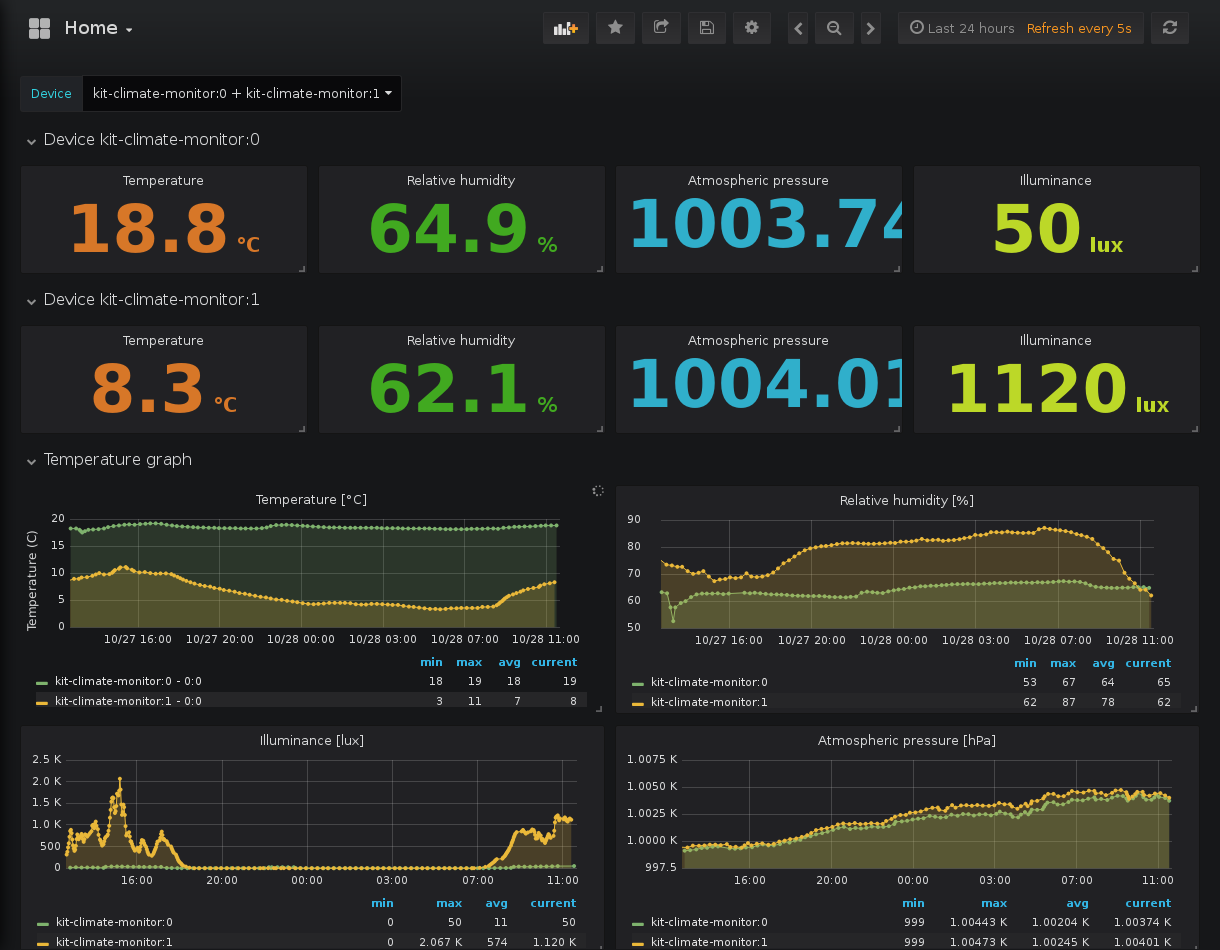 Home
Last 24 hours Refresh every 5s
Device kit-climate-monitor:0 + kit-climate-monitor:1
Device kit-climate-monitor:0
Temperature Relative humidity Atmospheric pressure Illuminance
18.8 °C 64.9 % 1003.74 50 lux
Device kit-climate-monitor:1
Temperature Relative humidity Atmospheric pressure Illuminance
8.3 °C 62.1 % 1004.01 1120 lux
Temperature graph
Temperature [°C]
Temperature (C)
20
15
10
5
0
10/27 16:00 10/27 20:00 10/28 00:00 10/28 03:00 10/28 07:00 10/28 11:00
min max avg current
kit-climate-monitor:0 - 0:0 18 19 18 19
kit-climate-monitor:1 - 0:0 3 11 7 8
Relative humidity [%]
90
80
70
60
50
10/27 16:00 10/27 20:00 10/28 00:00 10/28 03:00 10/28 07:00 10/28 11:00
min max avg current
kit-climate-monitor:0 53 67 64 65
kit-climate-monitor:1 62 87 78 62
Illuminance [lux]
2.5 K
2.0 K
1.5 K
1.0 K
500
0
16:00 20:00 00:00 03:00 07:00 11:00
min max avg current
kit-climate-monitor:0 0 50 11 50
kit-climate-monitor:1 0 2.067 K 574 1.120 K
Atmospheric pressure [hPa]
1.0075 K
1.0050 K
1.0025 K
1.0000 K
997.5
16:00 20:00 00:00 03:00 07:00 11:00
min max avg current
kit-climate-monitor:0 999 1.00443 K 1.00204 K 1.00374 K
kit-climate-monitor:1 999 1.00473 K 1.00245 K 1.00401 K